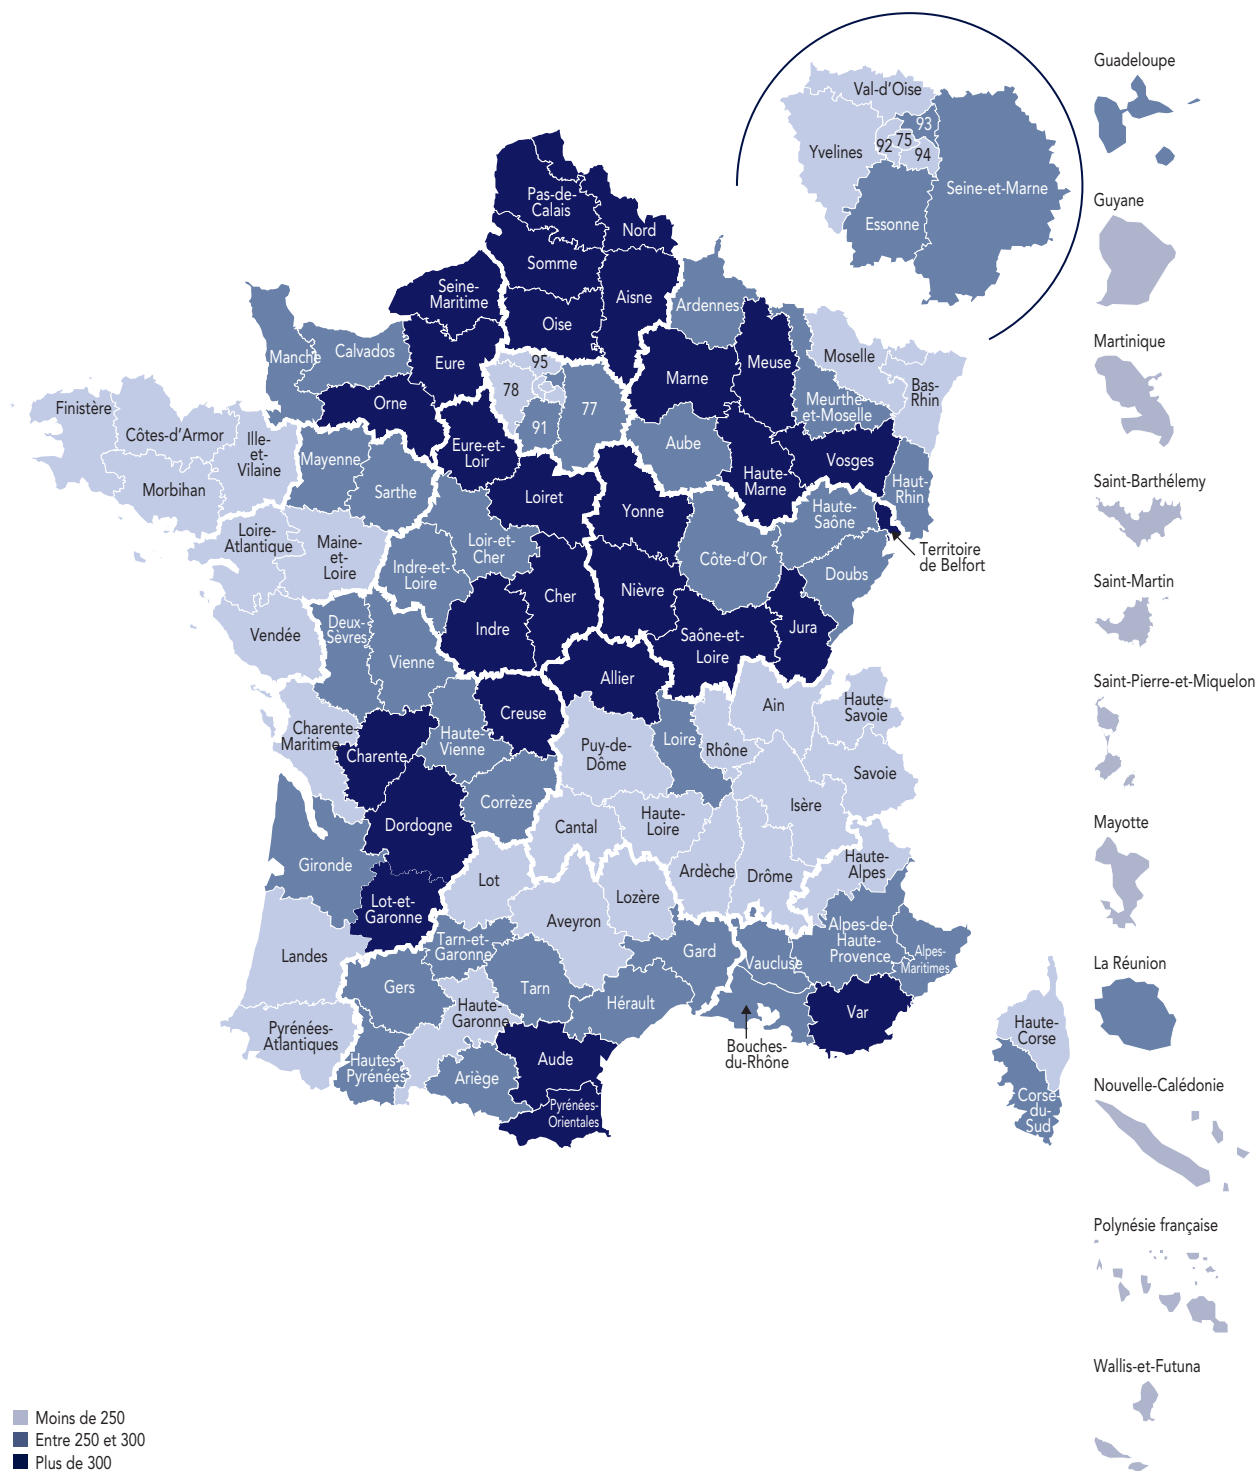 Val-d'Oise
93
75
92
94
Yvelines
Seine-et-Marne
Essonne
Guadeloupe
Guyane
Martinique
Saint-Barthélemy
Saint-Martin
Saint-Pierre-et-Miquelon
Mayotte
La Réunion
Nouvelle-Calédonie
Polynésie française
Wallis-et-Futuna
Pas-de-
Calais
Nord
Somme
Seine-
Maritime
Aisne
Oise
Ardennes
Manche
Calvados
Eure
95
78
77
91
Marne
Meuse
Moselle
Bas-
Rhin
Meurthe-
et-Moselle
Orne
Finistère
Côtes-d'Armor
Ille-
et-
Vilaine
Morbihan
Mayenne
Sarthe
Eure-et-
Loir
Aube
Haute-
Marne
Vosges
Haut-
Rhin
Loiret
Yonne
Haute-
Saône
Territoire
de Belfort
Loire-
Atlantique
Maine-
et-
Loire
Loir-et-
Cher
Indre-et-
Loire
Côte-d'Or
Doubs
Cher
Nièvre
Vendée
Deux-
Sèvres
Vienne
Indre
Saône-et-
Loire
Jura
Allier
Creuse
Charente-
Maritime
Charente
Haute-
Vienne
Puy-de-
Dôme
Loire
Rhône
Ain
Haute-
Savoie
Savoie
Isère
Corrèze
Dordogne
Cantal
Haute-
Loire
Gironde
Ardèche
Drôme
Haute-
Alpes
Lot
Lot-et-
Garonne
Lozère
Aveyron
Landes
Tarn-et-
Garonne
Gard
Vaucluse
Alpes-de-
Haute-
Provence
Alpes-
Maritimes
Gers
Tarn
Hérault
Haute-
Garonne
Var
Bouches-
du-Rhône
Pyrénées-
Atlantiques
Hautes-
Pyrénées
Ariège
Aude
Pyrénées-
Orientales
Haute-
Corse
Corse-
du-
Sud
Moins de 250
Entre 250 et 300
Plus de 300